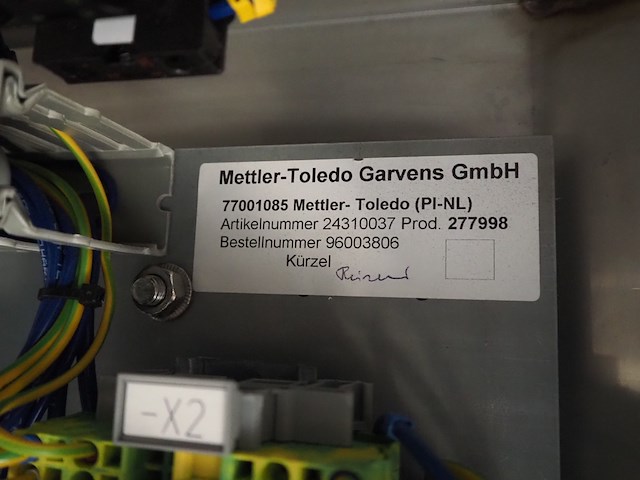 Mettler-Toledo Garvens GmbH
77001085 Mettler- Toledo (PI-NL)
Artikelnummer 24310037 Prod. 277998
Bestellnummer 96003806
Kürzel
-X2